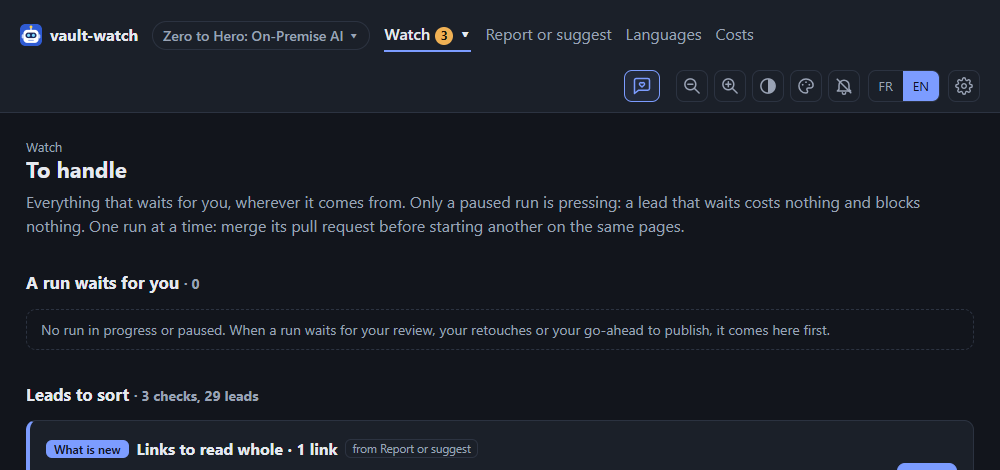 vault-watch
Zero to Hero: On-Premise AI
Watch 3
Report or suggest
Languages
Costs
FR
EN
Watch
To handle
Everything that waits for you, wherever it comes from. Only a paused run is pressing: a lead that waits costs nothing and blocks
nothing. One run at a time: merge its pull request before starting another on the same pages.
A run waits for you · 0
No run in progress or paused. When a run waits for your review, your retouches or your go-ahead to publish, it comes here first.
Leads to sort · 3 checks, 29 leads
What is new Links to read whole · 1 link from Report or suggest